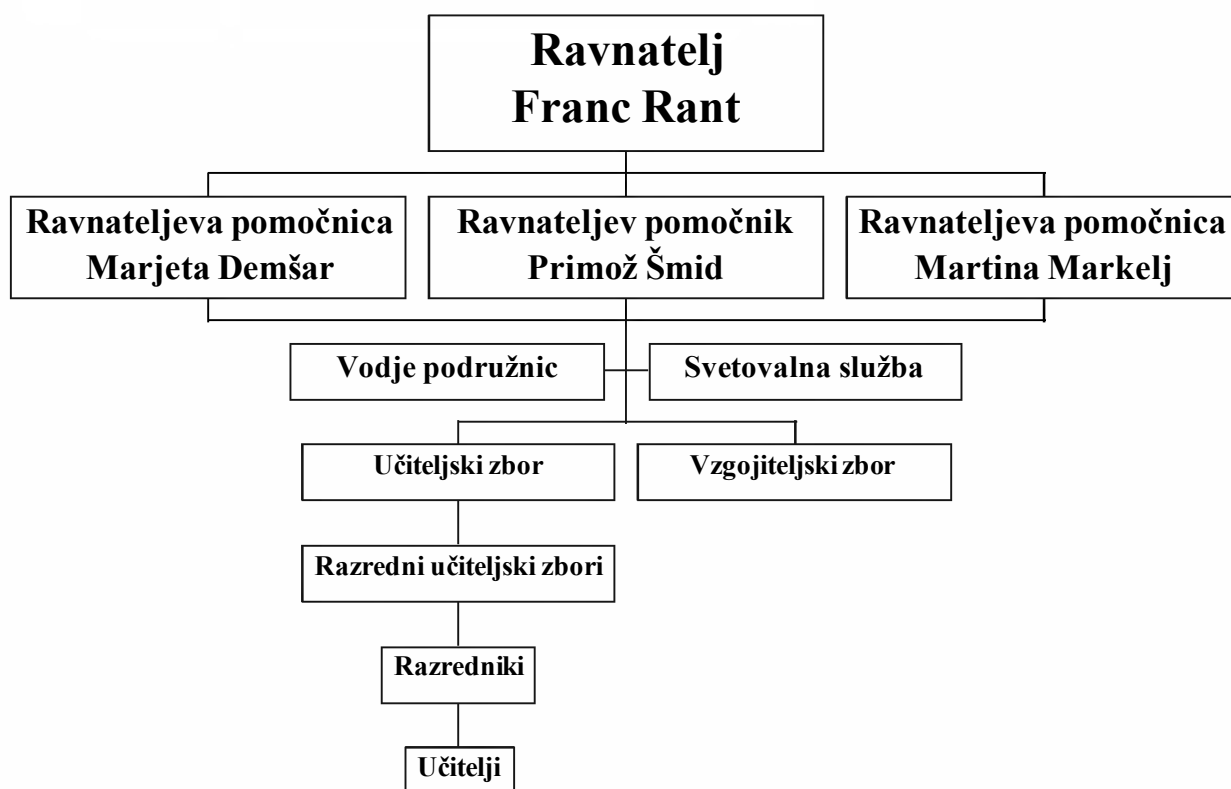 Ravnatelj
Franc Rant
Ravnateljeva pomočnica
Marjeta Demšar
Ravnateljev pomočnik
Primož Šmid
Ravnateljeva pomočnica
Martina Markelj
Vodje podružnic
Svetovalna služba
Učiteljski zbor
Vzgojiteljski zbor
Razredni učiteljski zbori
Razredniki
Učitelji